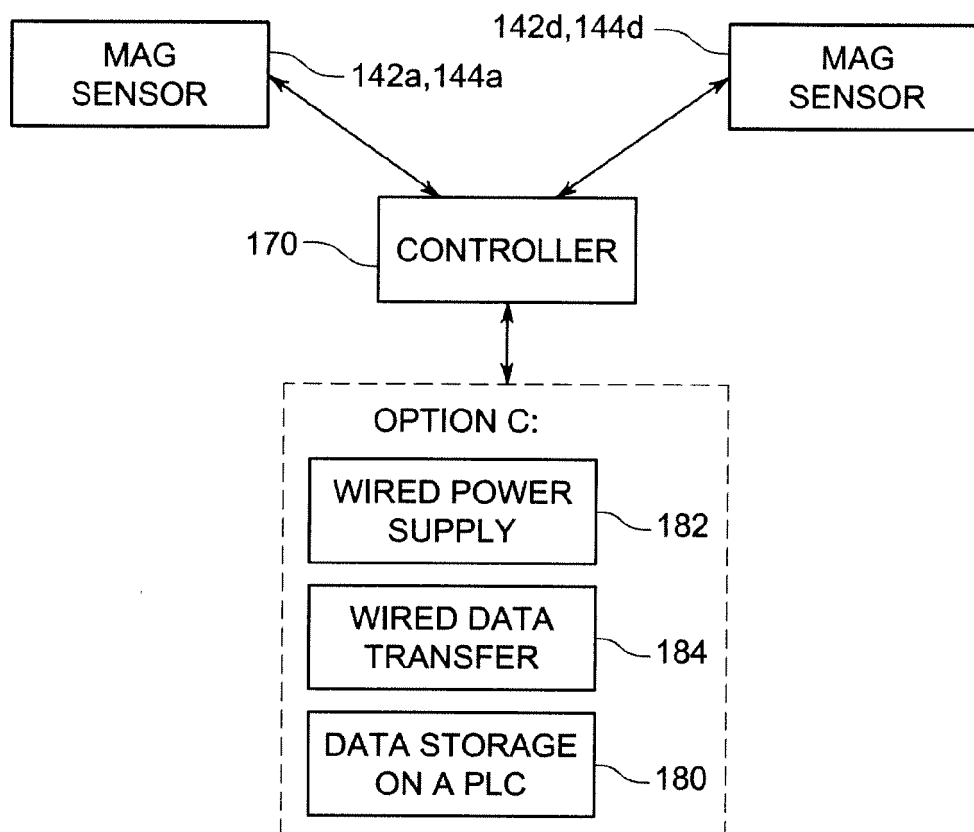 142d,144d
MAG
SENSOR
142a,144a
MAG
SENSOR
170
CONTROLLER
OPTION C:
WIRED POWER
SUPPLY
182
WIRED DATA
TRANSFER
184
DATA STORAGE
ON A PLC
180